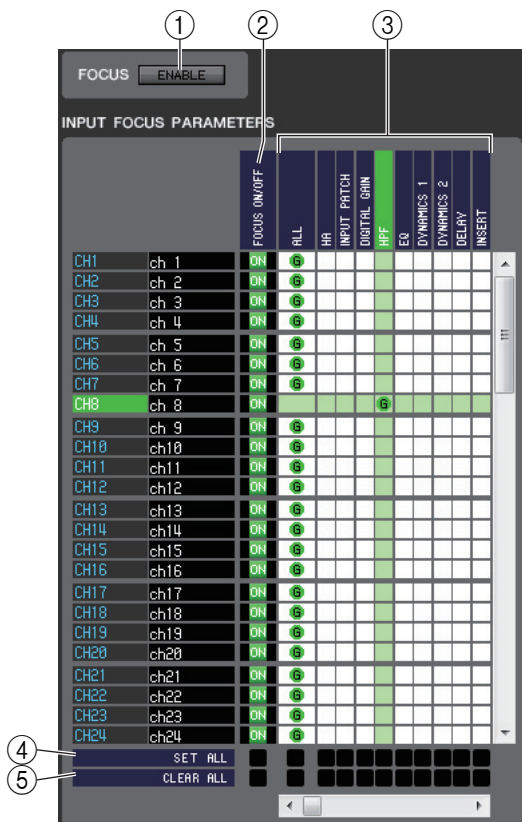 ① ② ③
FOCUS ENABLE
INPUT FOCUS PARAMETERS
FOCUS ON/OFF ALL HA INPUT PATCH DIGITAL GAIN HPF EQ DYNAMICS 1 DYNAMICS 2 DELAY INSERT
CH1 ch 1 ON G
CH2 ch 2 ON G
CH3 ch 3 ON G
CH4 ch 4 ON G
CH5 ch 5 ON G
CH6 ch 6 ON G
CH7 ch 7 ON G
CH8 ch 8 ON G
CH9 ch 9 ON G
CH10 ch10 ON G
CH11 ch11 ON G
CH12 ch12 ON G
CH13 ch13 ON G
CH14 ch14 ON G
CH15 ch15 ON G
CH16 ch16 ON G
CH17 ch17 ON G
CH18 ch18 ON G
CH19 ch19 ON G
CH20 ch20 ON G
CH21 ch21 ON G
CH22 ch22 ON G
CH23 ch23 ON G
CH24 ch24 ON G
④ SET ALL
⑤ CLEAR ALL